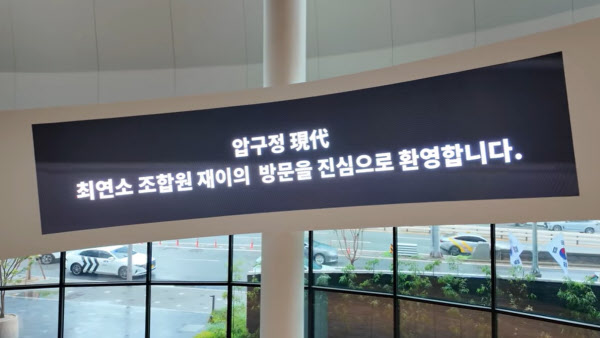 압구정 現代
최연소 조합원 재이의 방문을 진심으로 환영합니다.